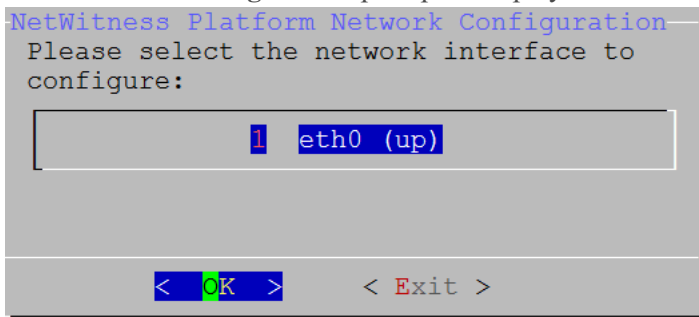 NetWitness Platform Network Configuration
Please select the network interface to
configure:
1 eth0 (up)
< OK > < Exit >